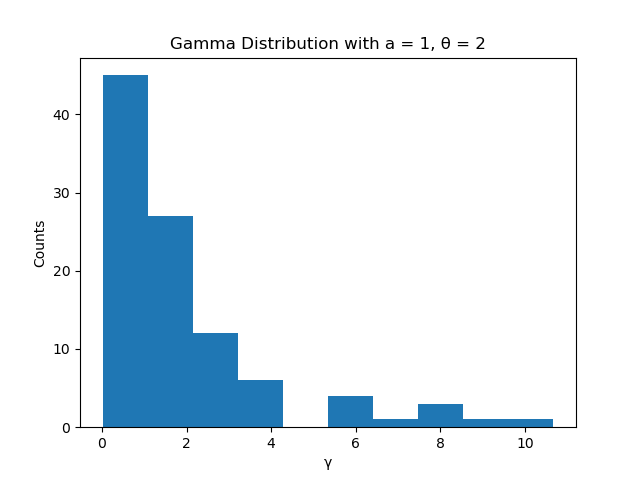 Gamma Distribution with a = 1, θ = 2
Counts
40
30
20
10
0
0 2 4 6 8 10
γ